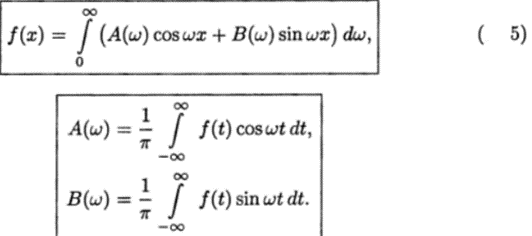 f(x) = ∫₀^∞ (A(ω) cos ωx + B(ω) sin ωx) dω, ( 5)
A(ω) = 1/π ∫₋∞^∞ f(t) cos ωt dt,
B(ω) = 1/π ∫₋∞^∞ f(t) sin ωt dt.